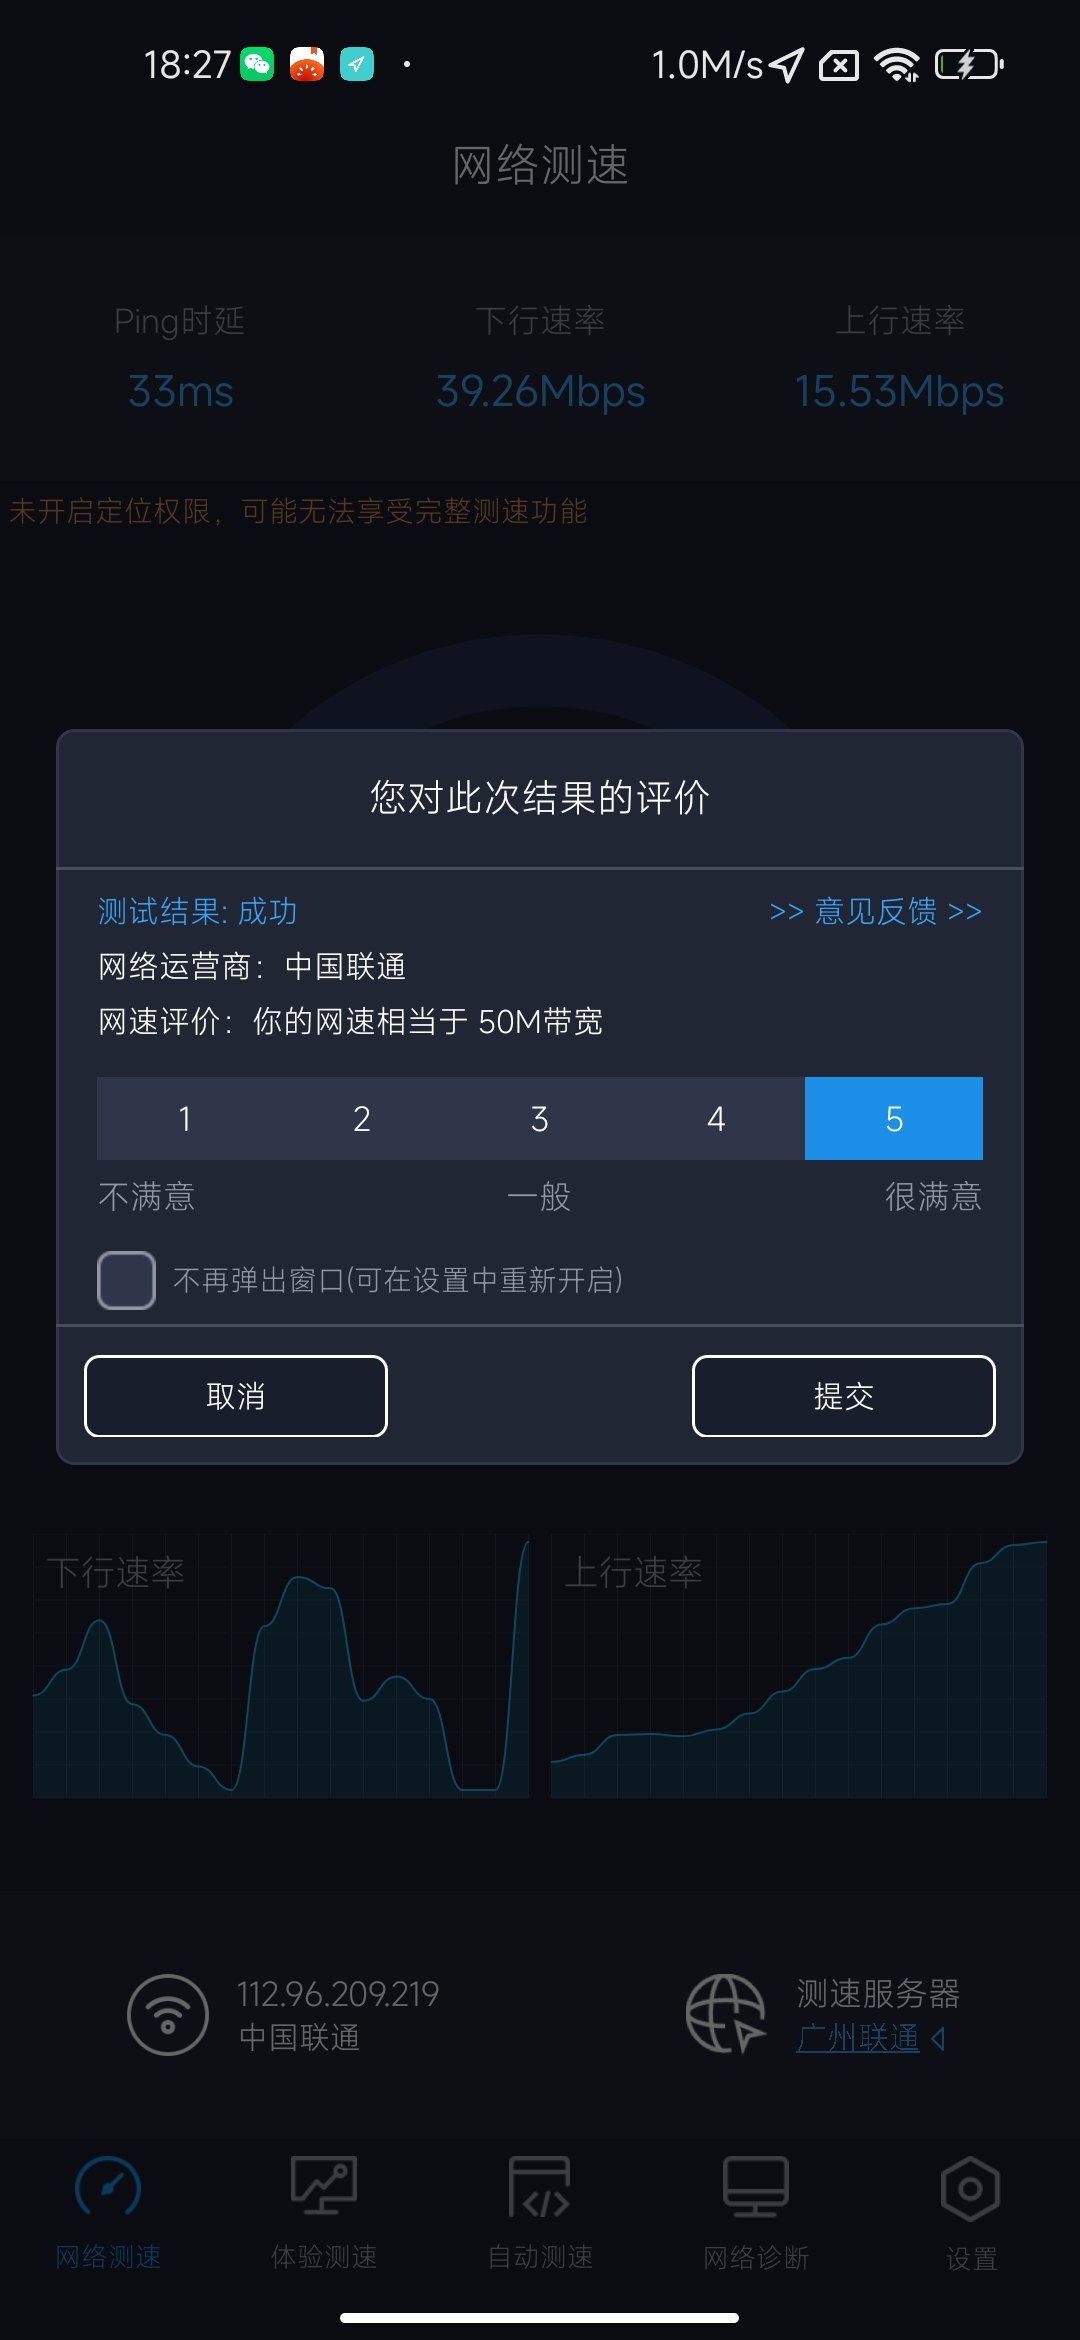 18:27
1.0M/s
网络测速
Ping时延 下行速率 上行速率
33ms 39.26Mbps 15.53Mbps
未开启定位权限，可能无法享受完整测速功能
您对此次结果的评价
测试结果: 成功 >> 意见反馈 >>
网络运营商：中国联通
网速评价：你的网速相当于 50M带宽
1 2 3 4 5
不满意 一般 很满意
不再弹出窗口(可在设置中重新开启)
取消 提交
下行速率 上行速率
112.96.209.219 测速服务器
中国联通 广州联通
网络测速 体验测速 自动测速 网络诊断 设置